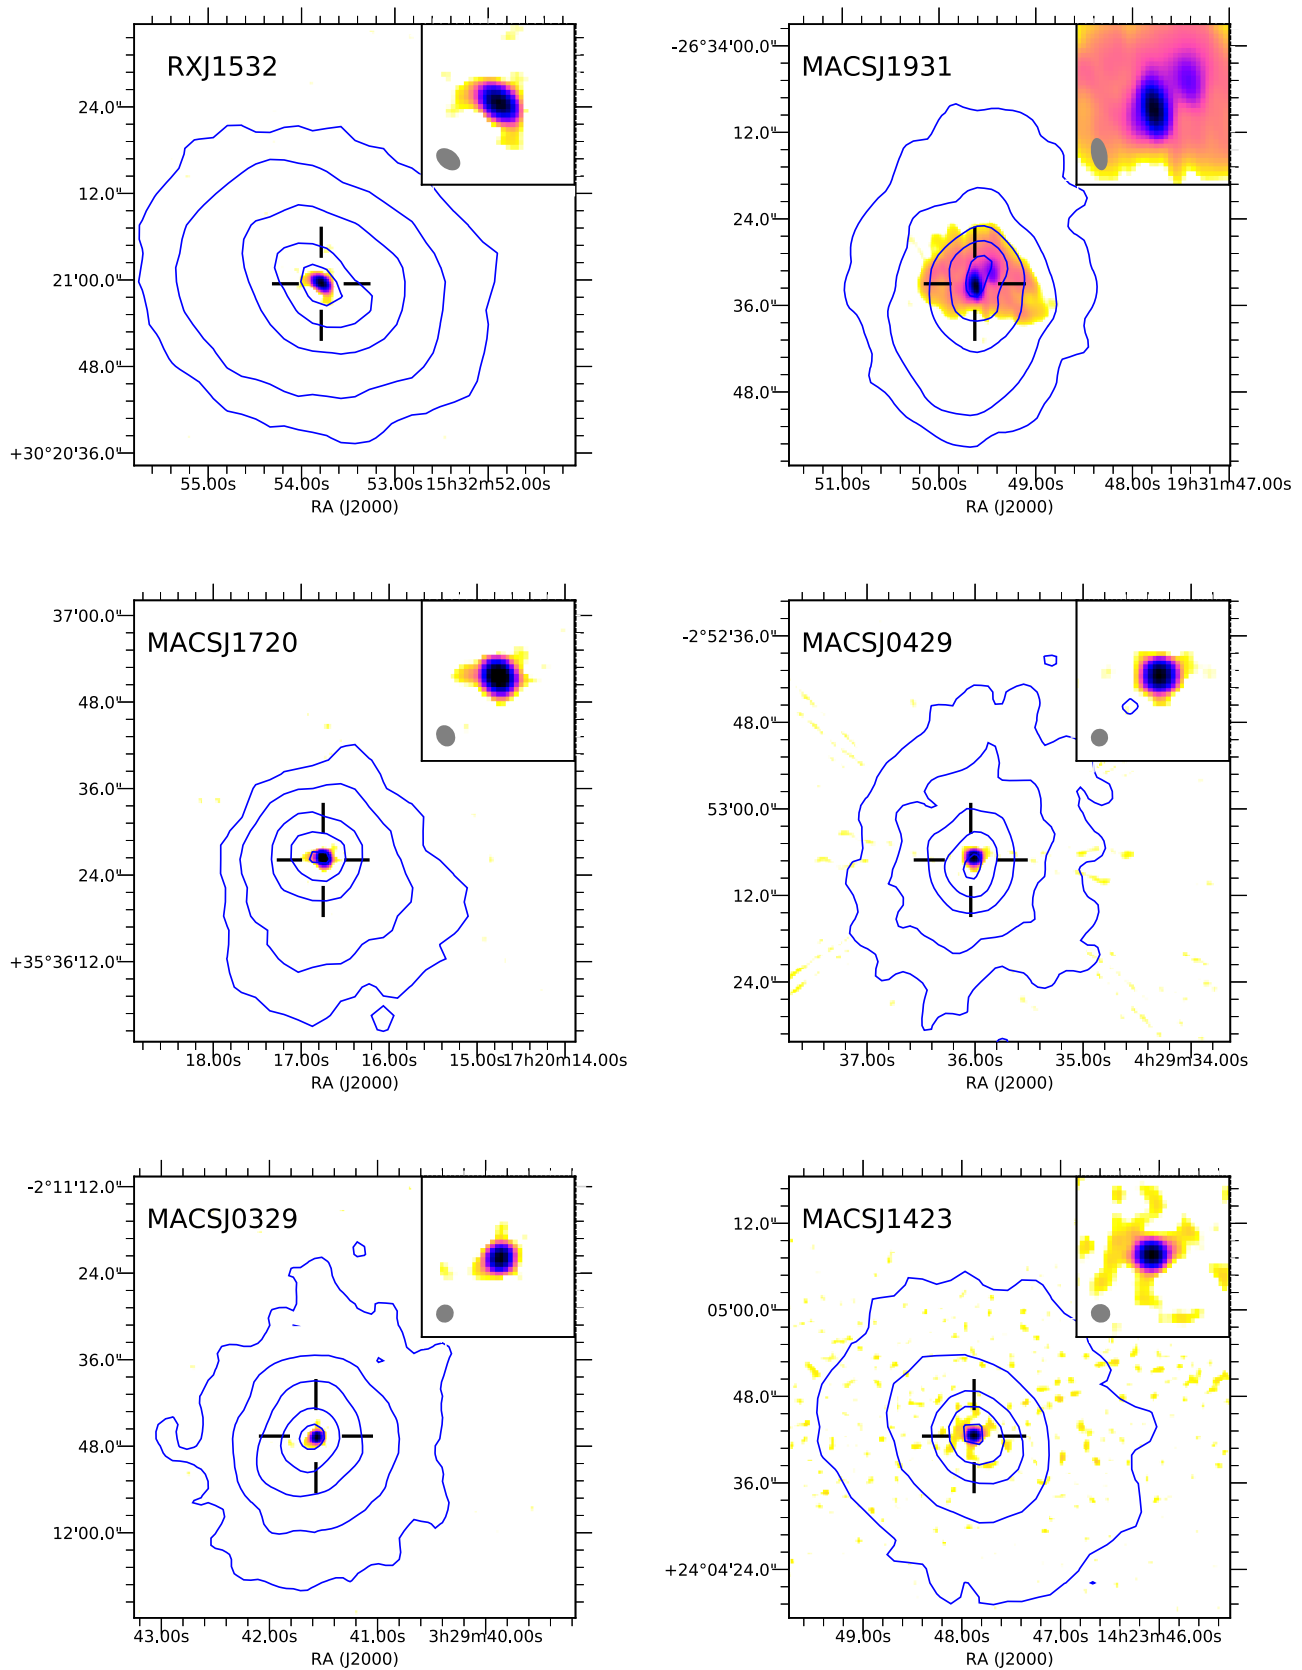 RXJ1532
24.0"
12.0"
21'00.0"
48.0"
+30°20'36.0"
55.00s 54.00s 53.00s 15h32m52.00s
RA (J2000)
MACSJ1931
-26°34'00.0"
12.0"
24.0"
36.0"
48.0"
51.00s 50.00s 49.00s 48.00s 19h31m47.00s
RA (J2000)
MACSJ1720
37'00.0"
48.0"
36.0"
24.0"
+35°36'12.0"
18.00s 17.00s 16.00s 15.00s 17h20m14.00s
RA (J2000)
MACSJ0429
-2°52'36.0"
48.0"
53'00.0"
12.0"
24.0"
37.00s 36.00s 35.00s 4h29m34.00s
RA (J2000)
MACSJ0329
-2°11'12.0"
24.0"
36.0"
48.0"
12'00.0"
43.00s 42.00s 41.00s 3h29m40.00s
RA (J2000)
MACSJ1423
12.0"
05'00.0"
48.0"
36.0"
+24°04'24.0"
49.00s 48.00s 47.00s 14h23m46.00s
RA (J2000)